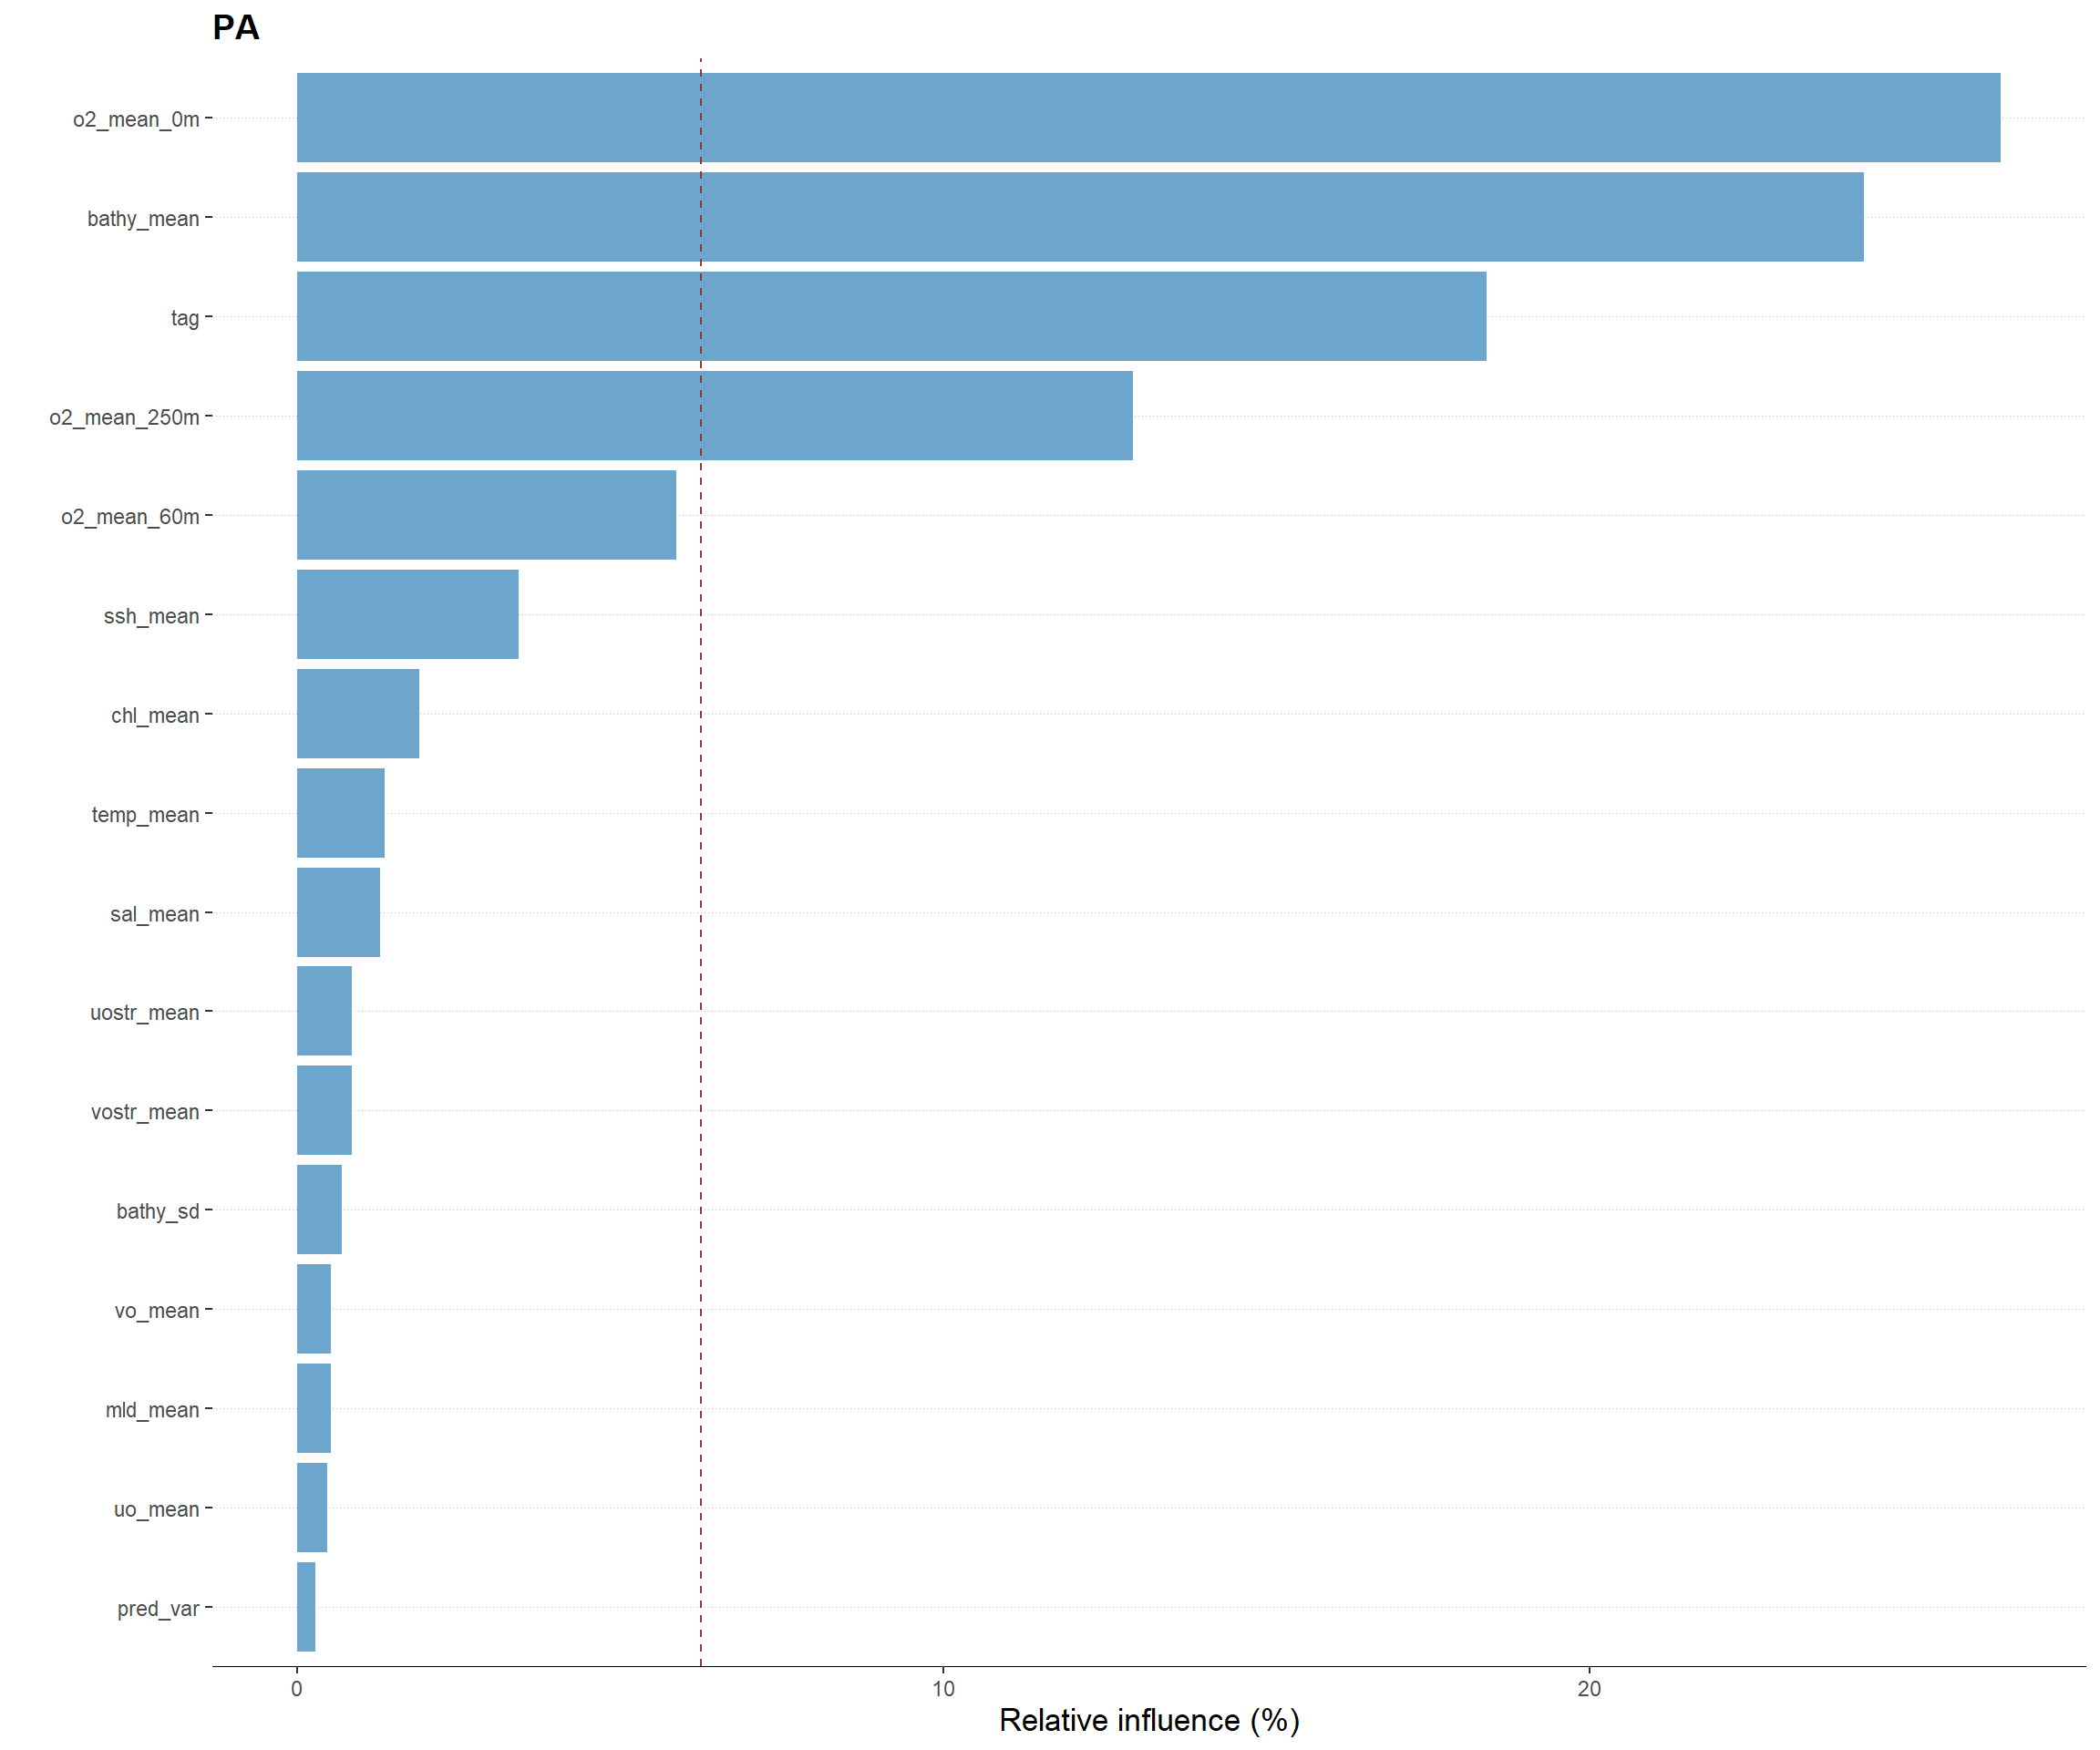 PA
o2_mean_0m
bathy_mean
tag
o2_mean_250m
o2_mean_60m
ssh_mean
chl_mean
temp_mean
sal_mean
uostr_mean
vostr_mean
bathy_sd
vo_mean
mld_mean
uo_mean
pred_var
0 10 20
Relative influence (%)